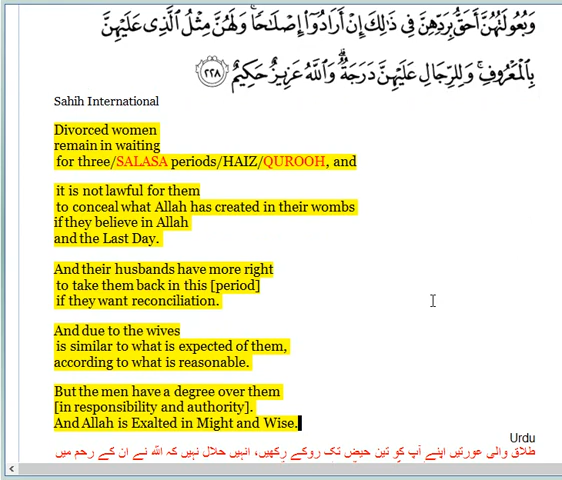 وَبُعُولَتُهُنَّ أَحَقُّ بِرَدِّهِنَّ فِي ذَٰلِكَ إِنْ أَرَادُوٓا۟ إِصْلَـٰحًا ۚ وَلَهُنَّ مِثْلُ ٱلَّذِى عَلَيْهِنَّ
بِٱلْمَعْرُوفِ ۚ وَلِلرِّجَالِ عَلَيْهِنَّ دَرَجَةٌ ۗ وَٱللَّهُ عَزِيزٌ حَكِيمٌ ٢٢٨
Sahih International
Divorced women
remain in waiting
for three/SALASA periods/HAIZ/QUROOH, and
it is not lawful for them
to conceal what Allah has created in their wombs
if they believe in Allah
and the Last Day.
And their husbands have more right
to take them back in this [period]
if they want reconciliation.
And due to the wives
is similar to what is expected of them,
according to what is reasonable.
But the men have a degree over them
[in responsibility and authority].
And Allah is Exalted in Might and Wise.
Urdu
طلاق والی عورتیں اپنے آپ کو تین حیض تک روکے رکھیں، انہیں حلال نہیں کہ اللہ نے ان کے رحم میں